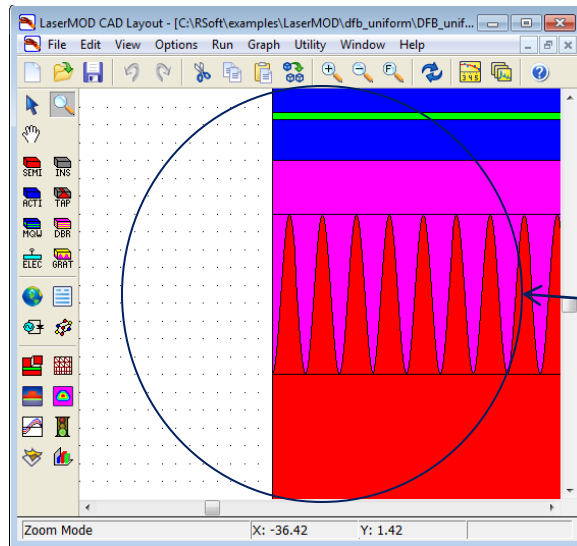 LaserMOD CAD Layout - [C:\RSoft\examples\LaserMOD\dfb_uniform\DFB_unif...
File Edit View Options Run Graph Utility Window Help
SEMI INS
ACTI TAP
MQW DBR
ELEC GRAT
Zoom Mode X: -36.42 Y: 1.42